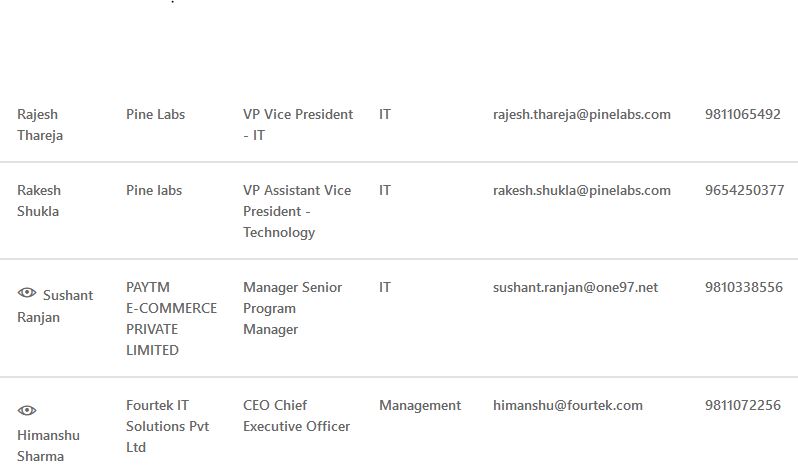 Rajesh Thareja
Pine Labs
VP Vice President - IT
IT
rajesh.thareja@pinelabs.com
9811065492
Rakesh Shukla
Pine labs
VP Assistant Vice President - Technology
IT
rakesh.shukla@pinelabs.com
9654250377
Sushant Ranjan
PAYTM E-COMMERCE PRIVATE LIMITED
Manager Senior Program Manager
IT
sushant.ranjan@one97.net
9810338556
Himanshu Sharma
Fourtek IT Solutions Pvt Ltd
CEO Chief Executive Officer
Management
himanshu@fourtek.com
9811072256